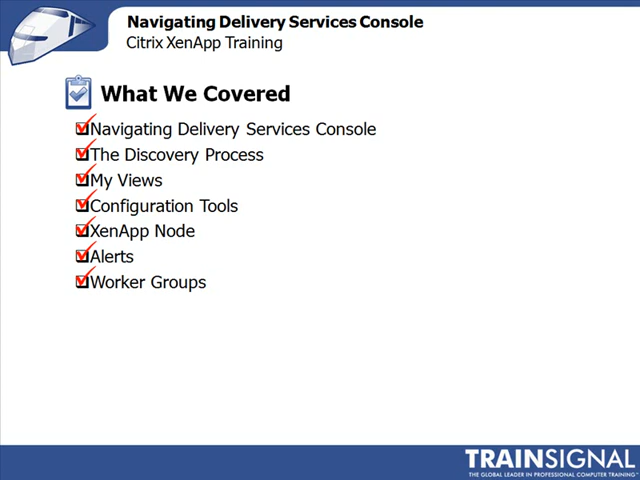 Navigating Delivery Services Console
Citrix XenApp Training
What We Covered
Navigating Delivery Services Console
The Discovery Process
My Views
Configuration Tools
XenApp Node
Alerts
Worker Groups
TRAINSIGNAL
THE GLOBAL LEADER IN PROFESSIONAL COMPUTER TRAINING